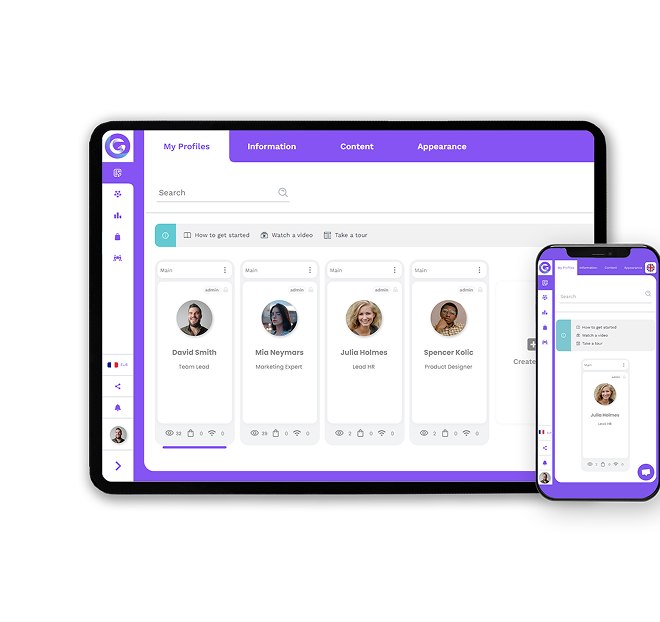 My Profiles Information Content Appearance
Search
How to get started Watch a video Take a tour
Main Main Main Main
admin admin admin admin
David Smith Mia Neymars Julia Holmes Spencer Kolic
Team Lead Marketing Expert Lead HR Product Designer
Create
32 0 0 39 0 0 2 0 0 2 0 0
EUR
My Profiles Information Content Appearance
Search
How to get started
Watch a video
Take a tour
Main
admin
Julia Holmes
Lead HR
2 0 0